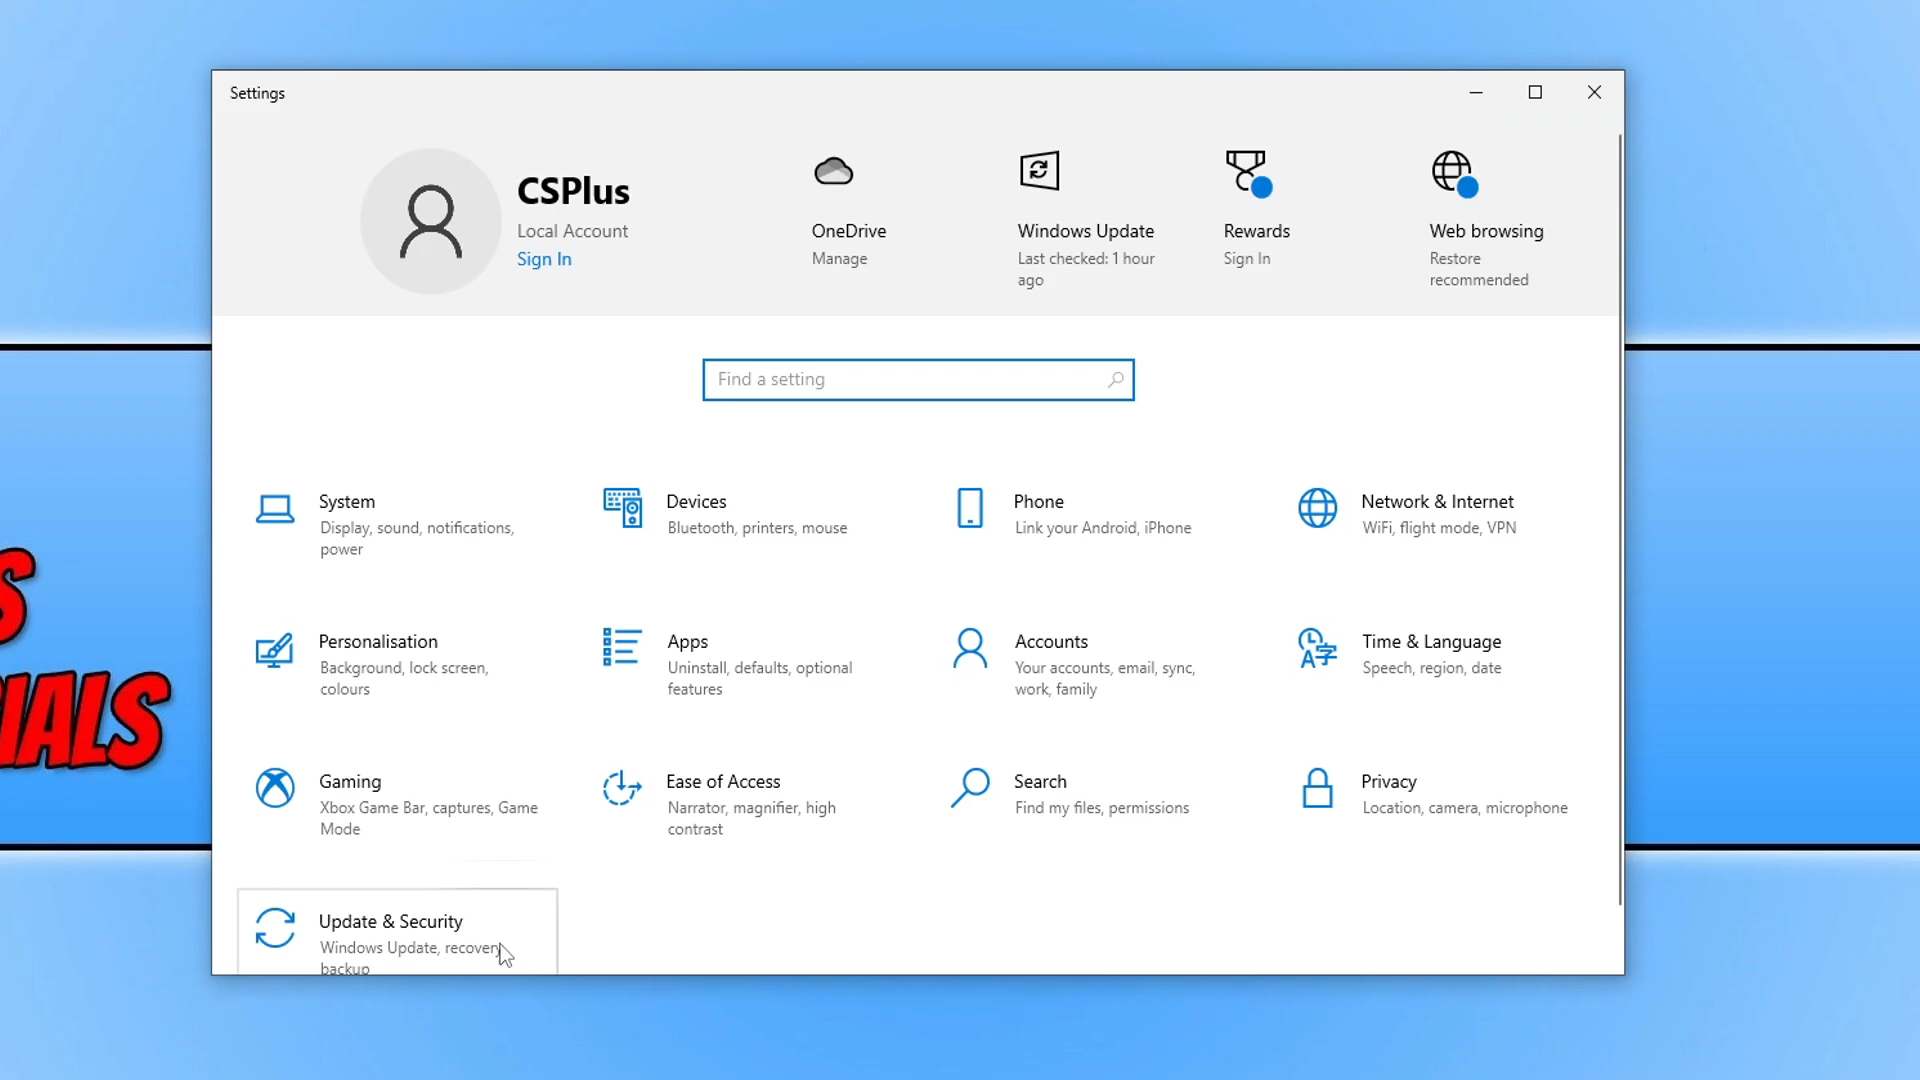 Settings
CSPlus
Local Account
Sign In
OneDrive
Manage
Windows Update
Last checked: 1 hour
ago
Rewards
Sign In
Web browsing
Restore
recommended
Find a setting
System
Display, sound, notifications,
power
Devices
Bluetooth, printers, mouse
Phone
Link your Android, iPhone
Network & Internet
WiFi, flight mode, VPN
Personalisation
Background, lock screen,
colours
Apps
Uninstall, defaults, optional
features
Accounts
Your accounts, email, sync,
work, family
Time & Language
Speech, region, date
Gaming
Xbox Game Bar, captures, Game
Mode
Ease of Access
Narrator, magnifier, high
contrast
Search
Find my files, permissions
Privacy
Location, camera, microphone
Update & Security
Windows Update, recovery
backup
S
IALS